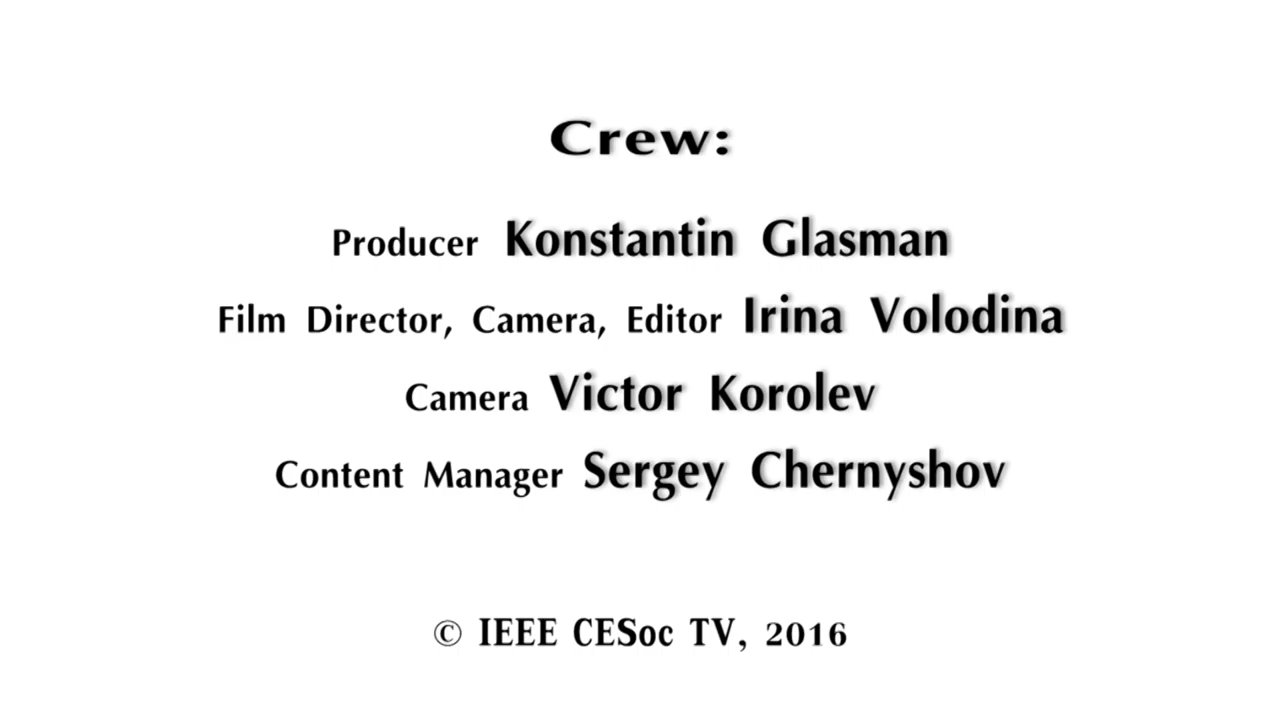 Crew:
Producer Konstantin Glasman
Film Director, Camera, Editor Irina Volodina
Camera Victor Korolev
Content Manager Sergey Chernyshov
© IEEE CESoc TV, 2016